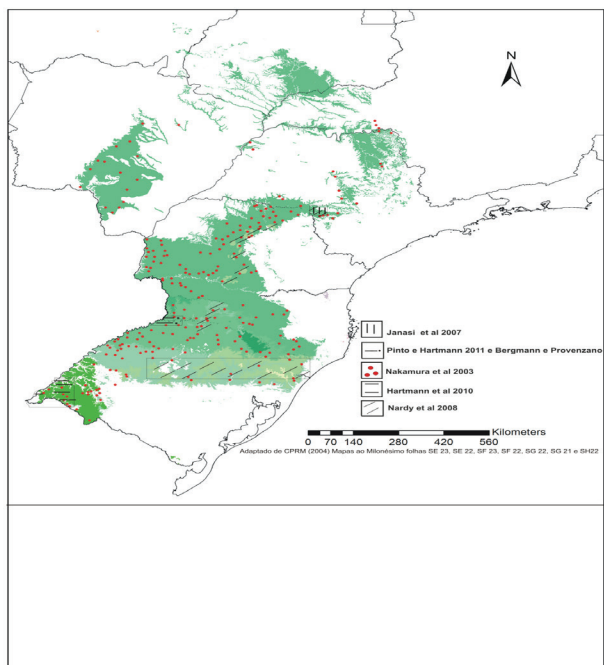 N
Janasi et al 2007
Pinto e Hartmann 2011 e Bergmann e Provenzano
Nakamura et al 2003
Hartmann et al 2010
Nardy et al 2008
Kilometers
0 70 140 280 420 560
Adaptado de CPRM (2004) Mapas ao Milonésimo folhas SE 23, SE 22, SF 23, SF 22, SG 22, SG 21 e SH22